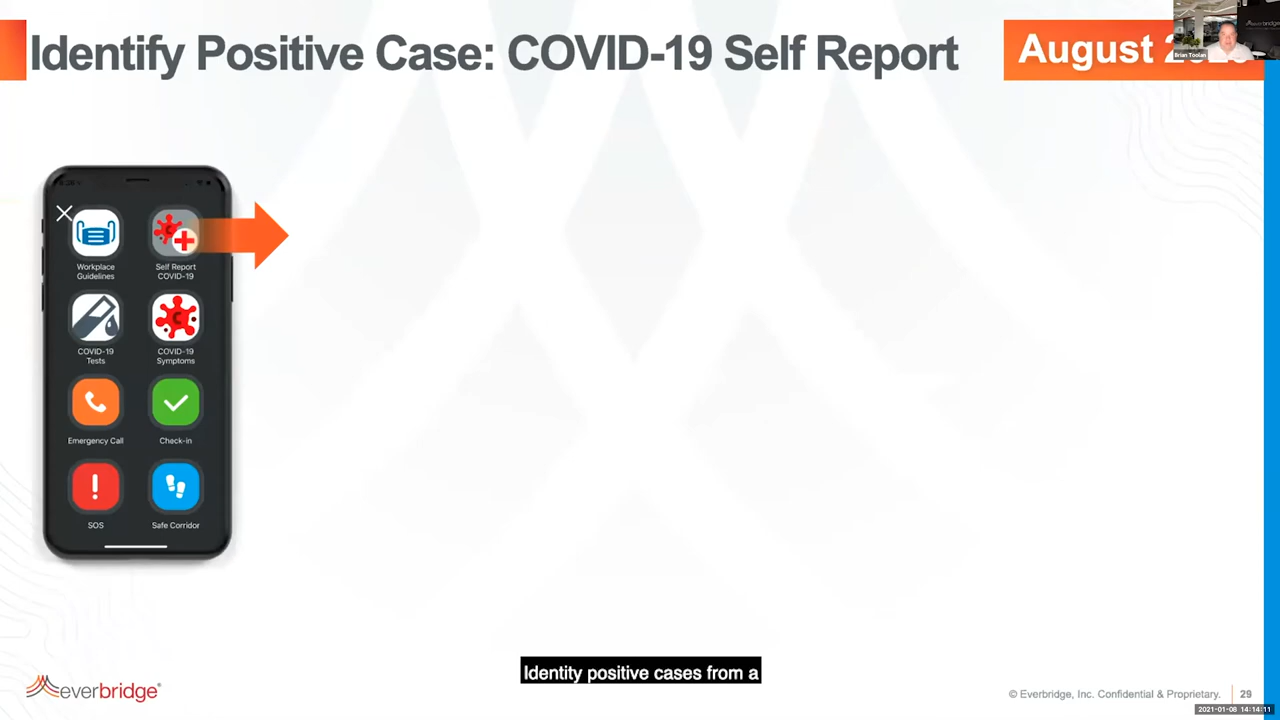 Identify Positive Case: COVID-19 Self Report
August 2
Brian Toolan
everbridge
Workplace
Guidelines
Self Report
COVID-19
COVID-19
Tests
COVID-19
Symptoms
Emergency Call
Check-in
SOS
Safe Corridor
Identity positive cases from a
everbridge®
© Everbridge, Inc. Confidential & Proprietary.
29
2021-01-08 14:14:11